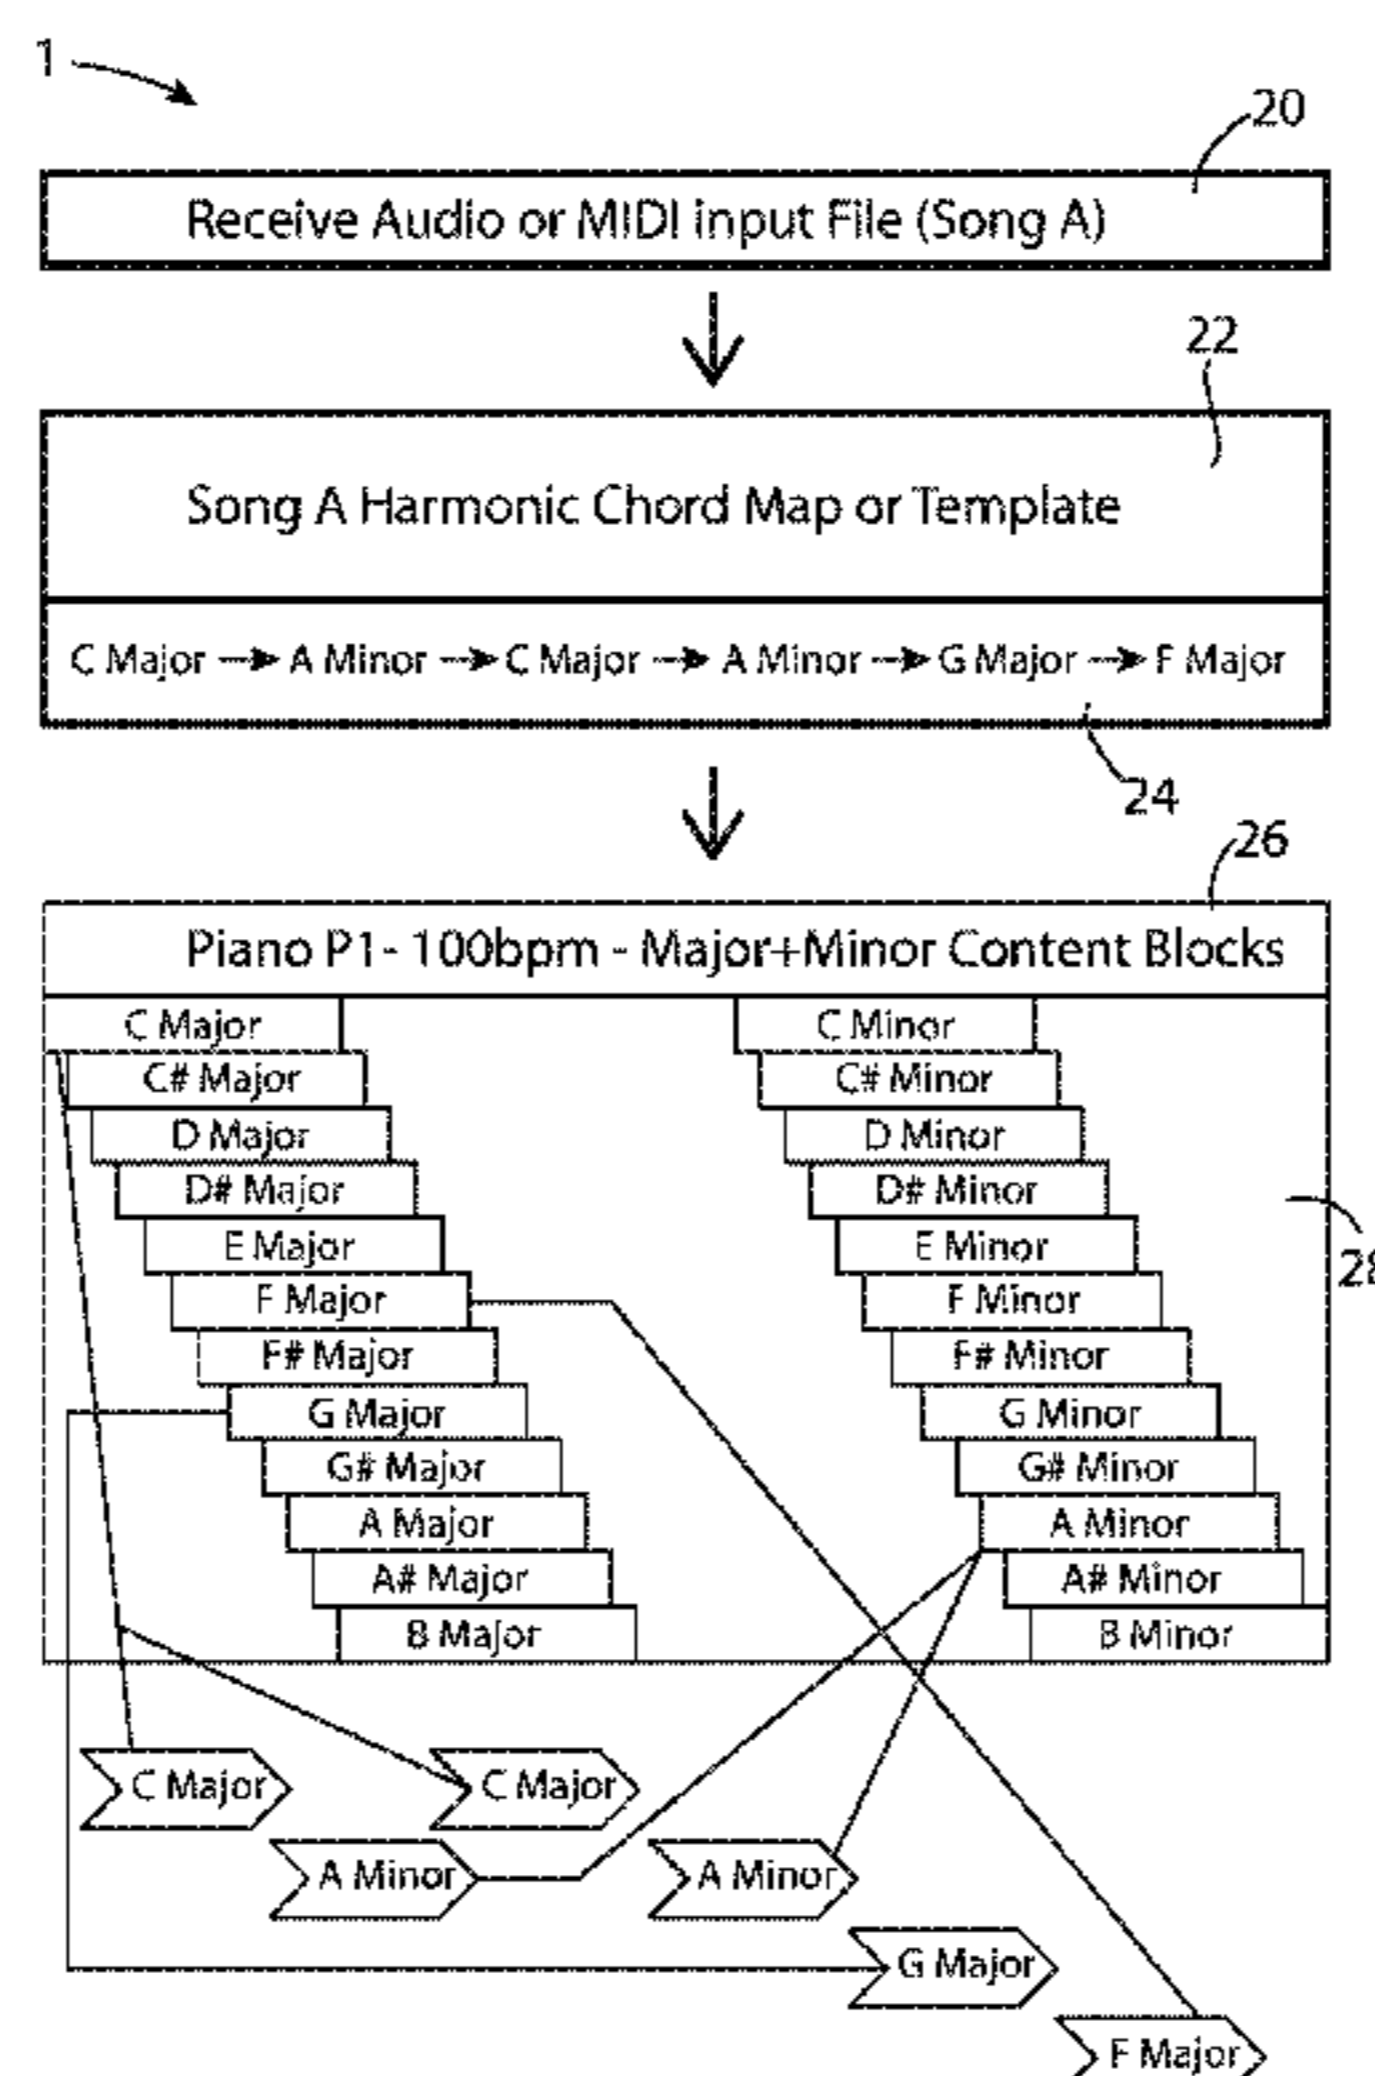 1
20
Receive Audio or MIDI input File (Song A)
22
Song A Harmonic Chord Map or Template
C Major A Minor C Major A Minor G Major F Major
24
26
Piano P1- 100bpm - Major+Minor Content Blocks
C Major C Minor
C# Major C# Minor
D Major D Minor
D# Major D# Minor
E Major E Minor
28
F Major F Minor
F# Major F# Minor
G Major G Minor
G# Major G# Minor
A Major A Minor
A# Major A# Minor
B Major B Minor
C Major C Major
A Minor A Minor
G Major
F Major